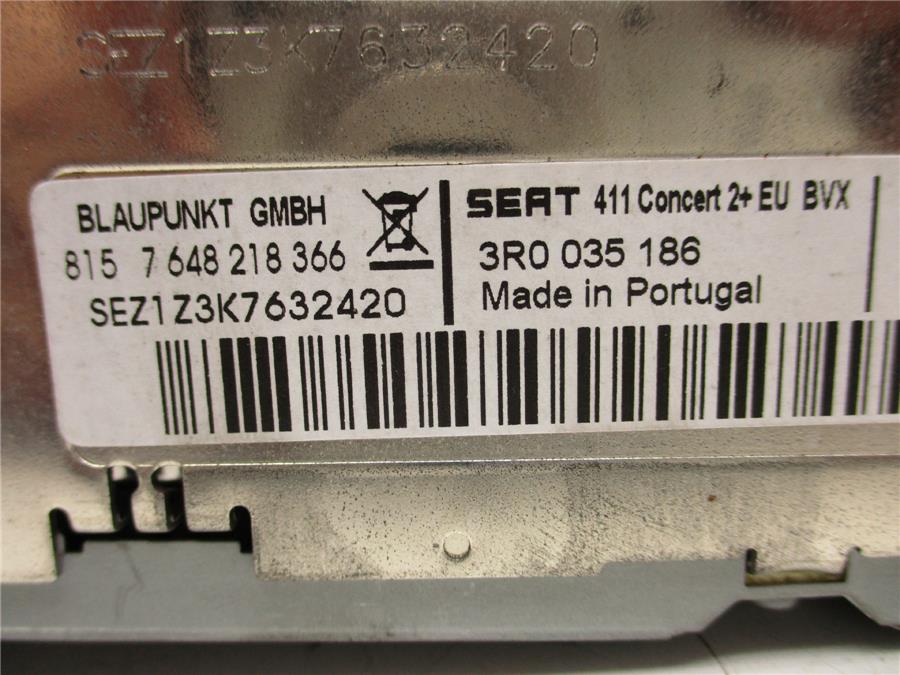 SEZ1Z3K7632420
BLAUPUNKT GMBH
815 7 648 218 366
SEZ1Z3K7632420
SEAT 411 Concert 2+ EU BVX
3R0 035 186
Made in Portugal